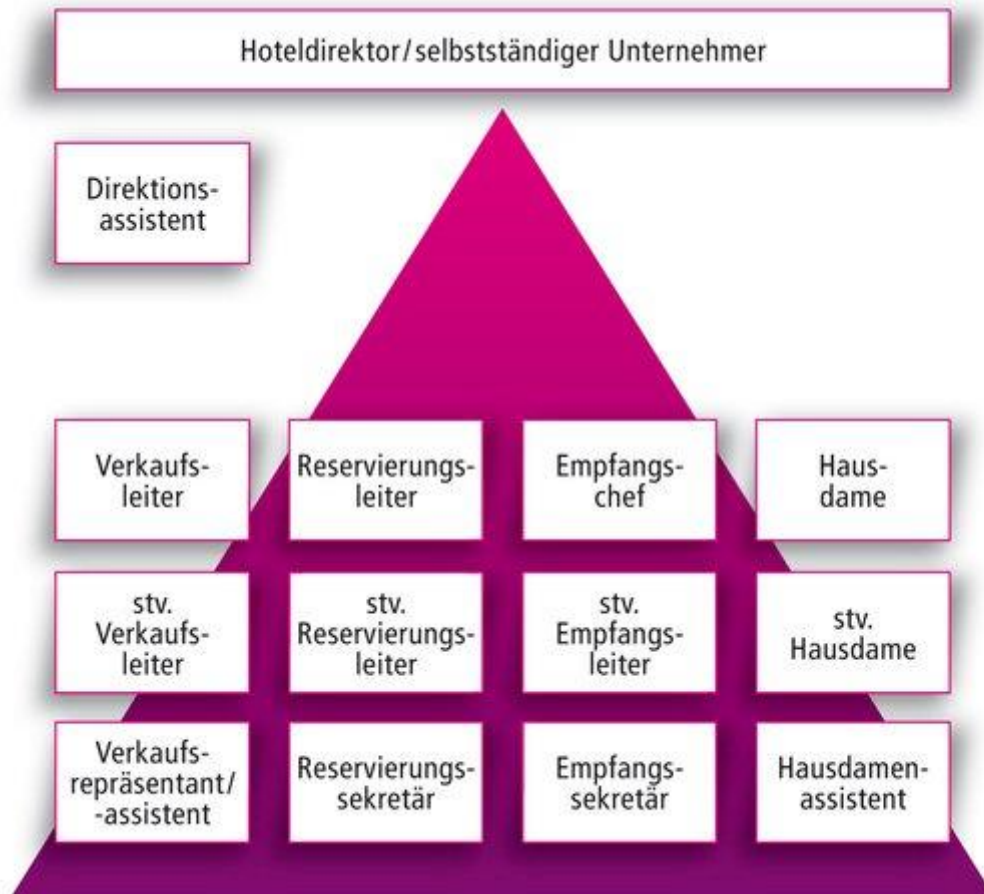 Hoteldirektor/selbstständiger Unternehmer
Direktions-
assistent
Verkaufs-
leiter
Reservierungs-
leiter
Empfangs-
chef
Haus-
dame
stv.
Verkaufs-
leiter
stv.
Reservierungs-
leiter
stv.
Empfangs-
leiter
stv.
Hausdame
Verkaufs-
repräsentant/
-assistent
Reservierungs-
sekretär
Empfangs-
sekretär
Hausdamen-
assistent